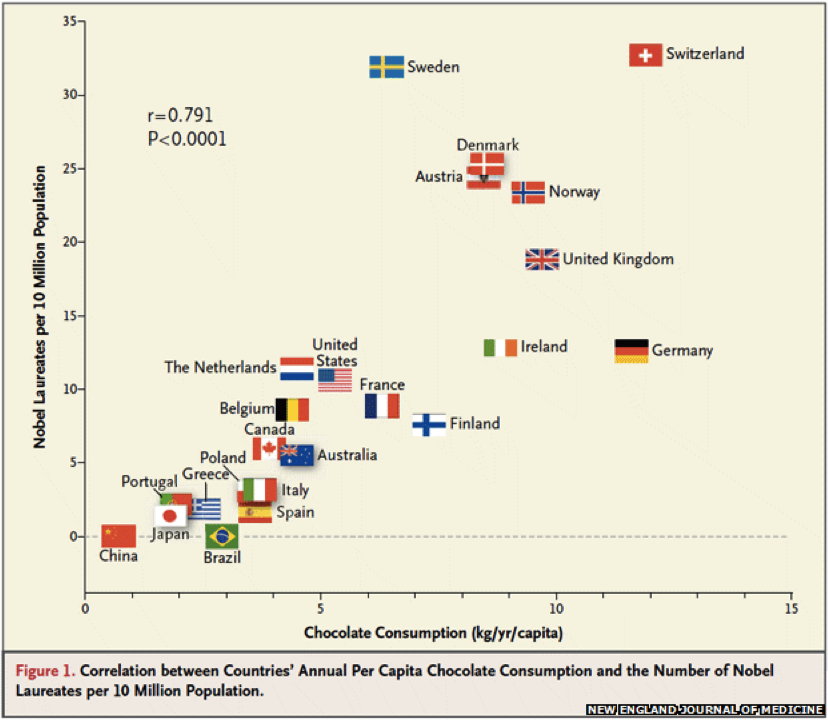 35
Switzerland
Sweden
30
r=0.791
P<0.0001
Denmark
25
Austria
Norway
20
United Kingdom
15
United
States
Ireland
Germany
The Netherlands
France
10
Belgium
Finland
Canada
Australia
5
Poland
Greece
Portugal
Italy
Spain
Japan
0
China
Brazil
0
5
10
15
Nobel Laureates per 10 Million Population
Chocolate Consumption (kg/yr/capita)
Figure 1. Correlation between Countries’ Annual Per Capita Chocolate Consumption and the Number of Nobel
Laureates per 10 Million Population.
NEW ENGLAND JOURNAL OF MEDICINE